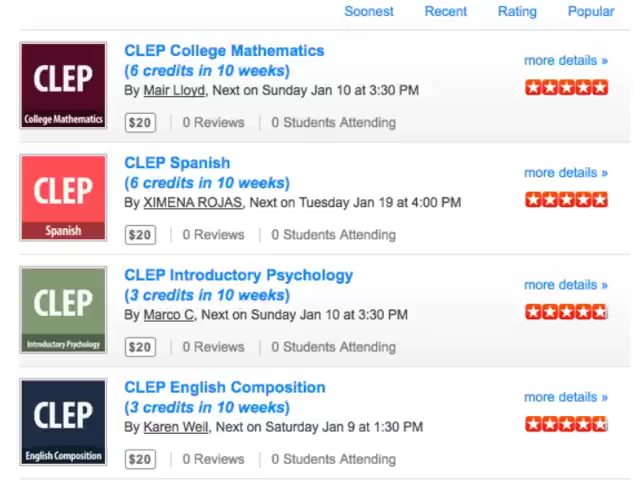 Soonest Recent Rating Popular
CLEP
College Mathematics
CLEP College Mathematics
(6 credits in 10 weeks)
By Mair Lloyd, Next on Sunday Jan 10 at 3:30 PM
$20 0 Reviews 0 Students Attending
more details »
CLEP
Spanish
CLEP Spanish
(6 credits in 10 weeks)
By XIMENA ROJAS, Next on Tuesday Jan 19 at 4:00 PM
$20 0 Reviews 0 Students Attending
more details »
CLEP
Introductory Psychology
CLEP Introductory Psychology
(3 credits in 10 weeks)
By Marco C, Next on Sunday Jan 10 at 3:30 PM
$20 0 Reviews 0 Students Attending
more details »
CLEP
English Composition
CLEP English Composition
(3 credits in 10 weeks)
By Karen Weil, Next on Saturday Jan 9 at 1:30 PM
$20 0 Reviews 0 Students Attending
more details »